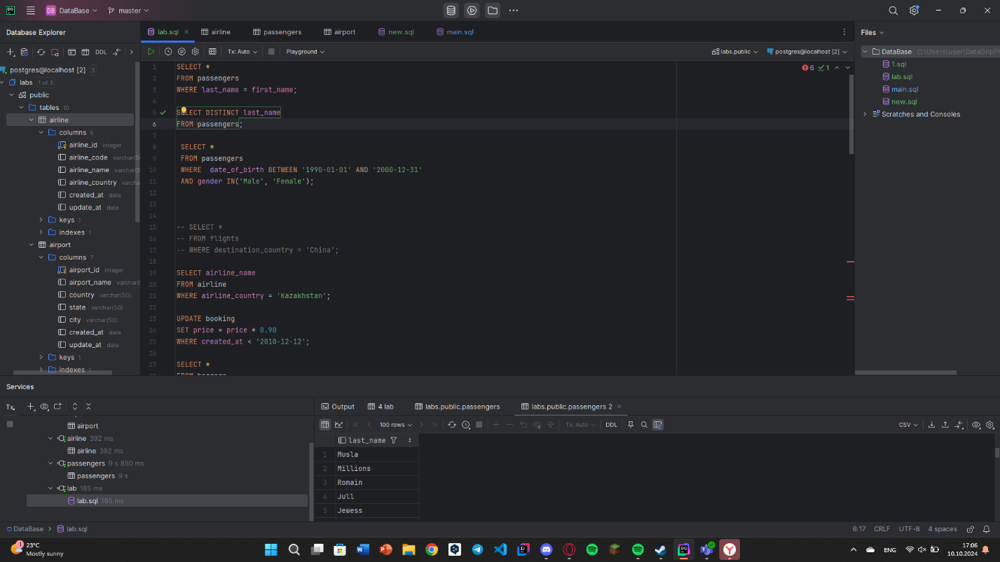 DG
DB DataBase
master
Database Explorer
lab.sql
airline
passengers
airport
new.sql
main.sql
Files
DDL
Tx: Auto
Playground
labs.public
postgres@localhost [2]
DataBase C:\Users\user\DataGripPr
1.sql
lab.sql
main.sql
new.sql
Scratches and Consoles
postgres@localhost [2] 3
labs 1 of 3
public
tables 10
airline
columns 6
airline_id integer
airline_code varchar(50
airline_name varchar(5
airline_country varcha
created_at date
update_at date
keys 1
indexes 1
airport
columns 7
airport_id integer
airport_name varchar(
country varchar(50)
state varchar(50)
city varchar(50)
created_at date
update_at date
keys 1
indexes 1
6 1
1 SELECT *
2 FROM passengers
3 WHERE last_name = first_name;
4
5 SELECT DISTINCT last_name
6 FROM passengers;
7
8 SELECT *
9 FROM passengers
10 WHERE date_of_birth BETWEEN '1990-01-01' AND '2000-12-31'
11 AND gender IN('Male', 'Female');
12
13
14
15 -- SELECT *
16 -- FROM flights
17 -- WHERE destination_country = 'China';
18
19 SELECT airline_name
20 FROM airline
21 WHERE airline_country = 'Kazakhstan';
22
23 UPDATE booking
24 SET price = price * 0.90
25 WHERE created_at < '2010-12-12';
26
27 SELECT *
Services
Tx
airport
airline 392 ms
airline 392 ms
passengers 9 s 850 ms
passengers 9 s
lab 185 ms
lab.sql 185 ms
Output
4 lab
labs.public.passengers
labs.public.passengers 2
100 rows
Tx: Auto
DDL
CSV
last_name
1 Musla
2 Millions
3 Romain
4 Jull
5 Jewess
DataBase
lab.sql
6:17 CRLF UTF-8 4 spaces
1
23°C
Mostly sunny
ENG
17:06
10.10.2024